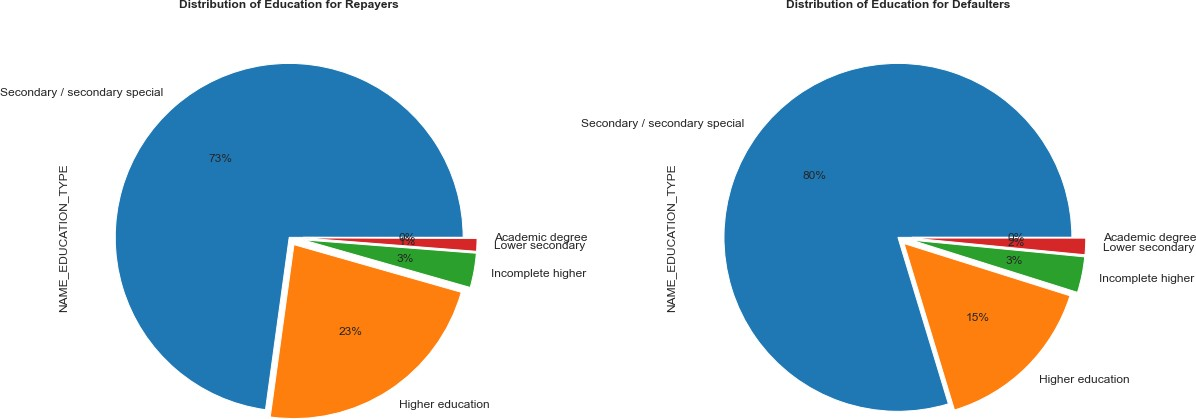 Distribution of Education for Repayers
Secondary / secondary special
73%
NAME_EDUCATION_TYPE
0%
Academic degree
1%
Lower secondary
3%
Incomplete higher
23%
Higher education
Distribution of Education for Defaulters
Secondary / secondary special
80%
NAME_EDUCATION_TYPE
0%
Academic degree
2%
Lower secondary
3%
Incomplete higher
15%
Higher education